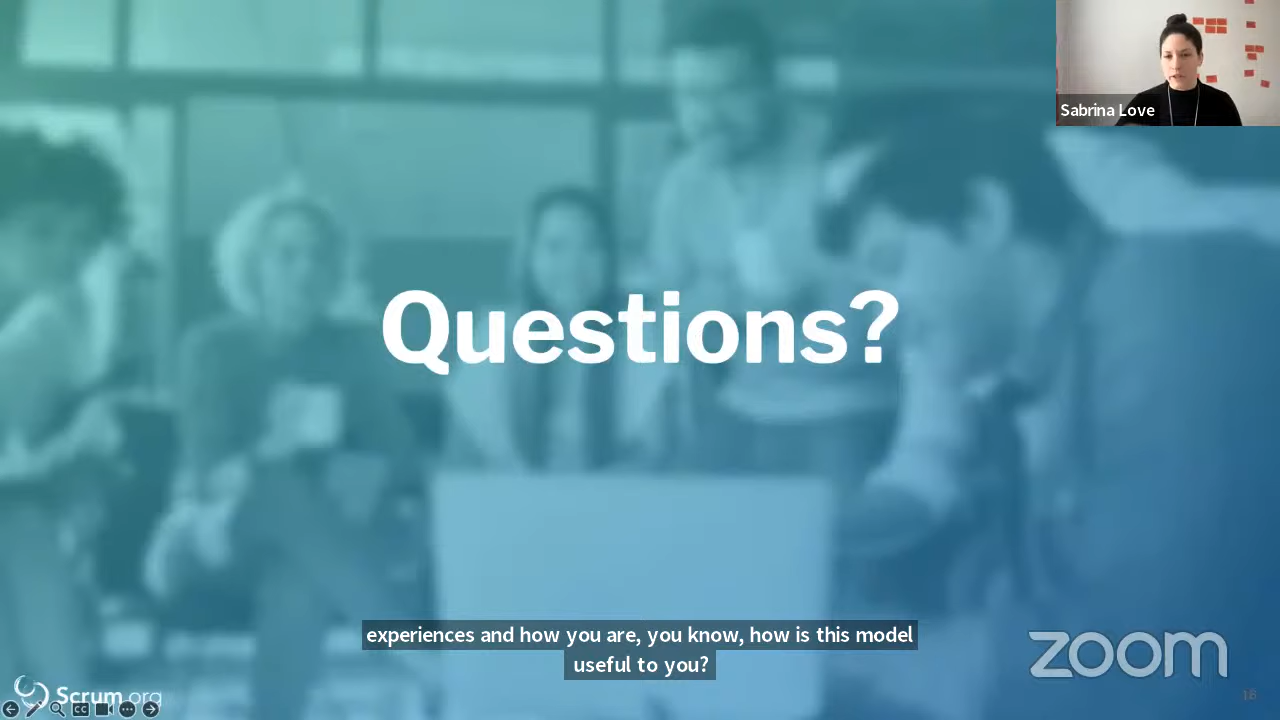 Sabrina Love
Questions?
experiences and how you are, you know, how is this model
useful to you?
zoom
Scrum.org
18